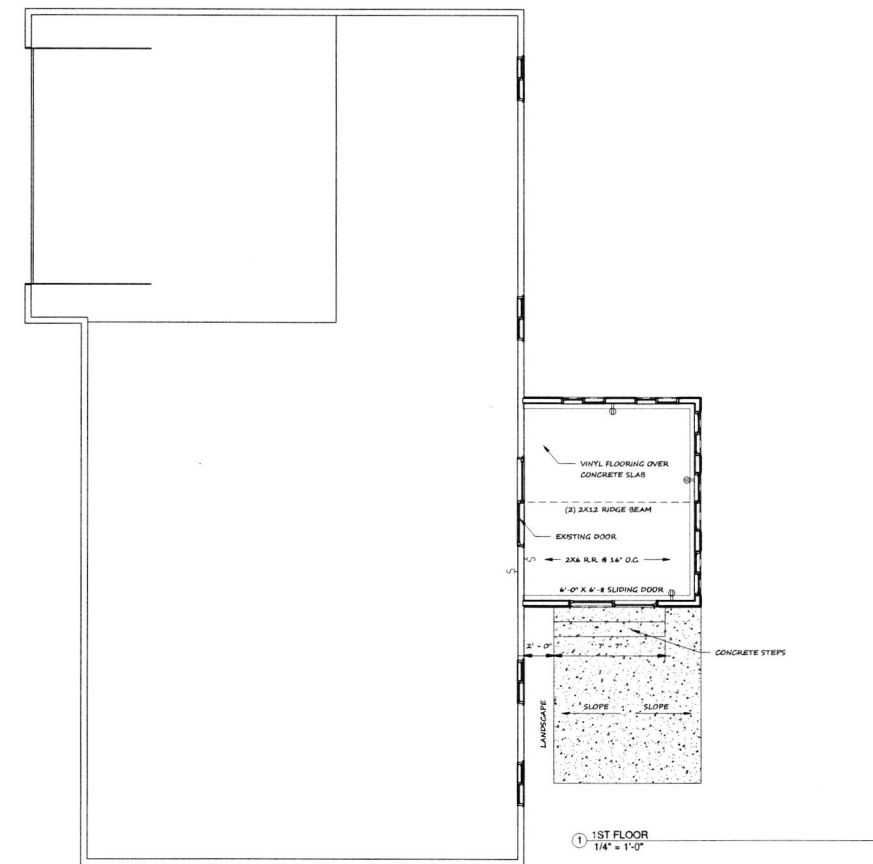 VINYL FLOORING OVER
CONCRETE SLAB
(2) 2X12 RIDGE BEAM
EXISTING DOOR
2X6 R.R. @ 16" O.C.
6'-0" X 6'-8 SLIDING DOOR
2' - 0"
7' - 7"
CONCRETE STEPS
SLOPE
SLOPE
LANDSCAPE
1
1ST FLOOR
1/4" = 1'-0"